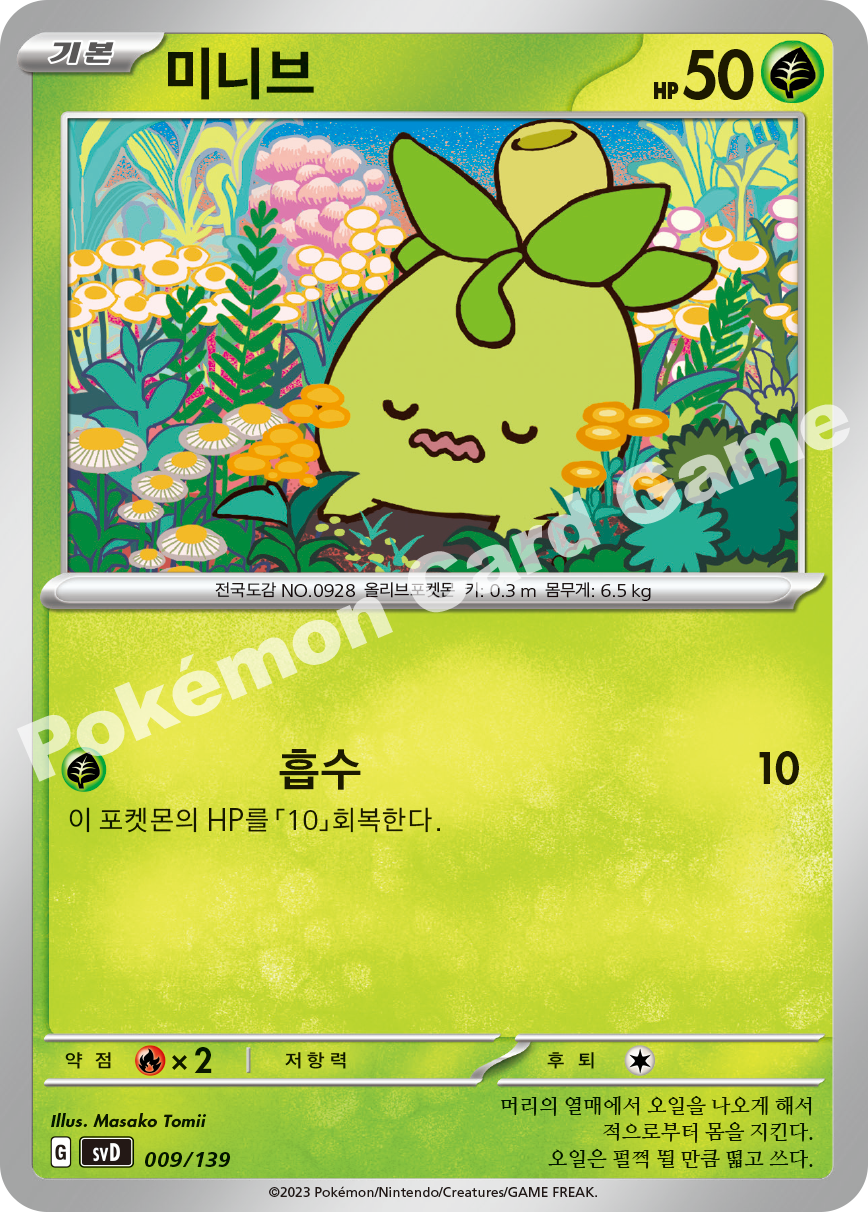 기본 미니브 HP 50
전국도감 NO.0928 올리브포켓몬 키: 0.3 m 몸무게: 6.5 kg
Pokémon Card Game
흡수 10
이 포켓몬의 HP를 「10」회복한다.
약점 ×2 저항력 후퇴
Illus. Masako Tomii
머리의 열매에서 오일을 나오게 해서
적으로부터 몸을 지킨다.
오일은 펄쩍 뛸 만큼 떫고 쓰다.
G svD 009/139
©2023 Pokémon/Nintendo/Creatures/GAME FREAK.